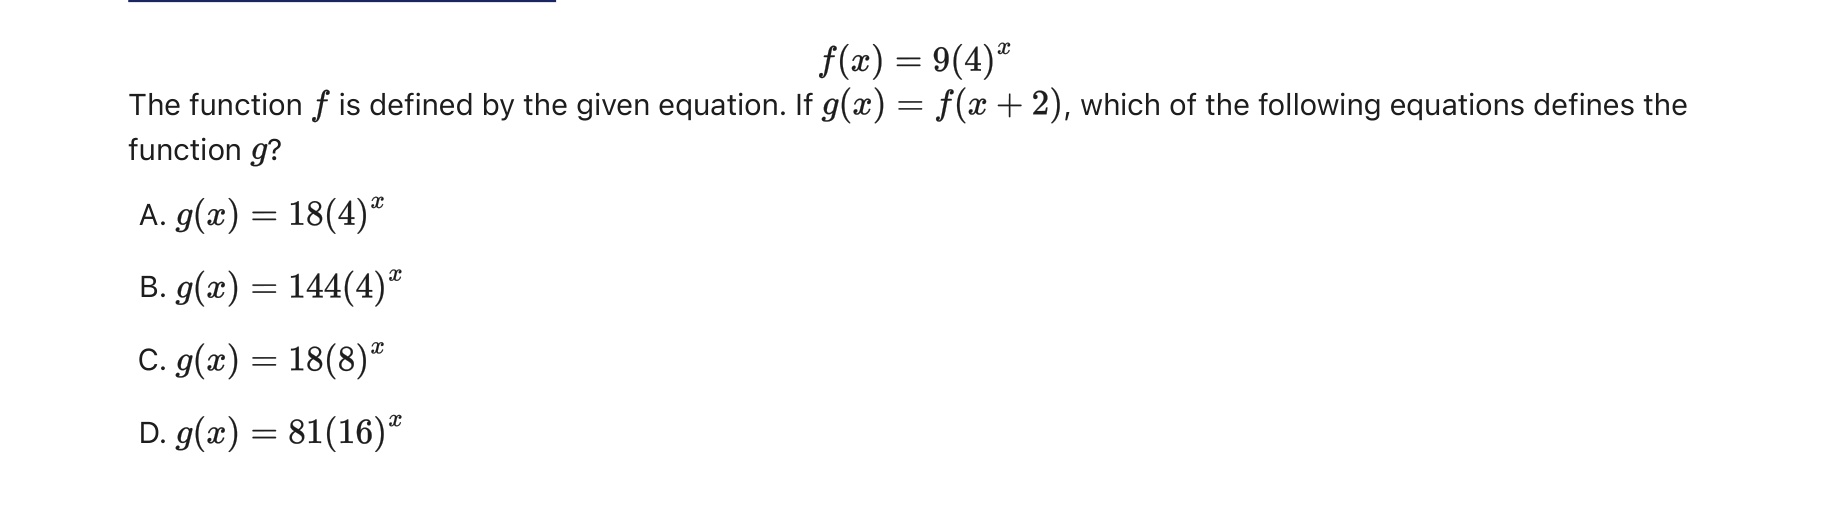 f(x) = 9(4)^x
The function f is defined by the given equation. If g(x) = f(x + 2), which of the following equations defines the
function g?
A. g(x) = 18(4)^x
B. g(x) = 144(4)^x
C. g(x) = 18(8)^x
D. g(x) = 81(16)^x